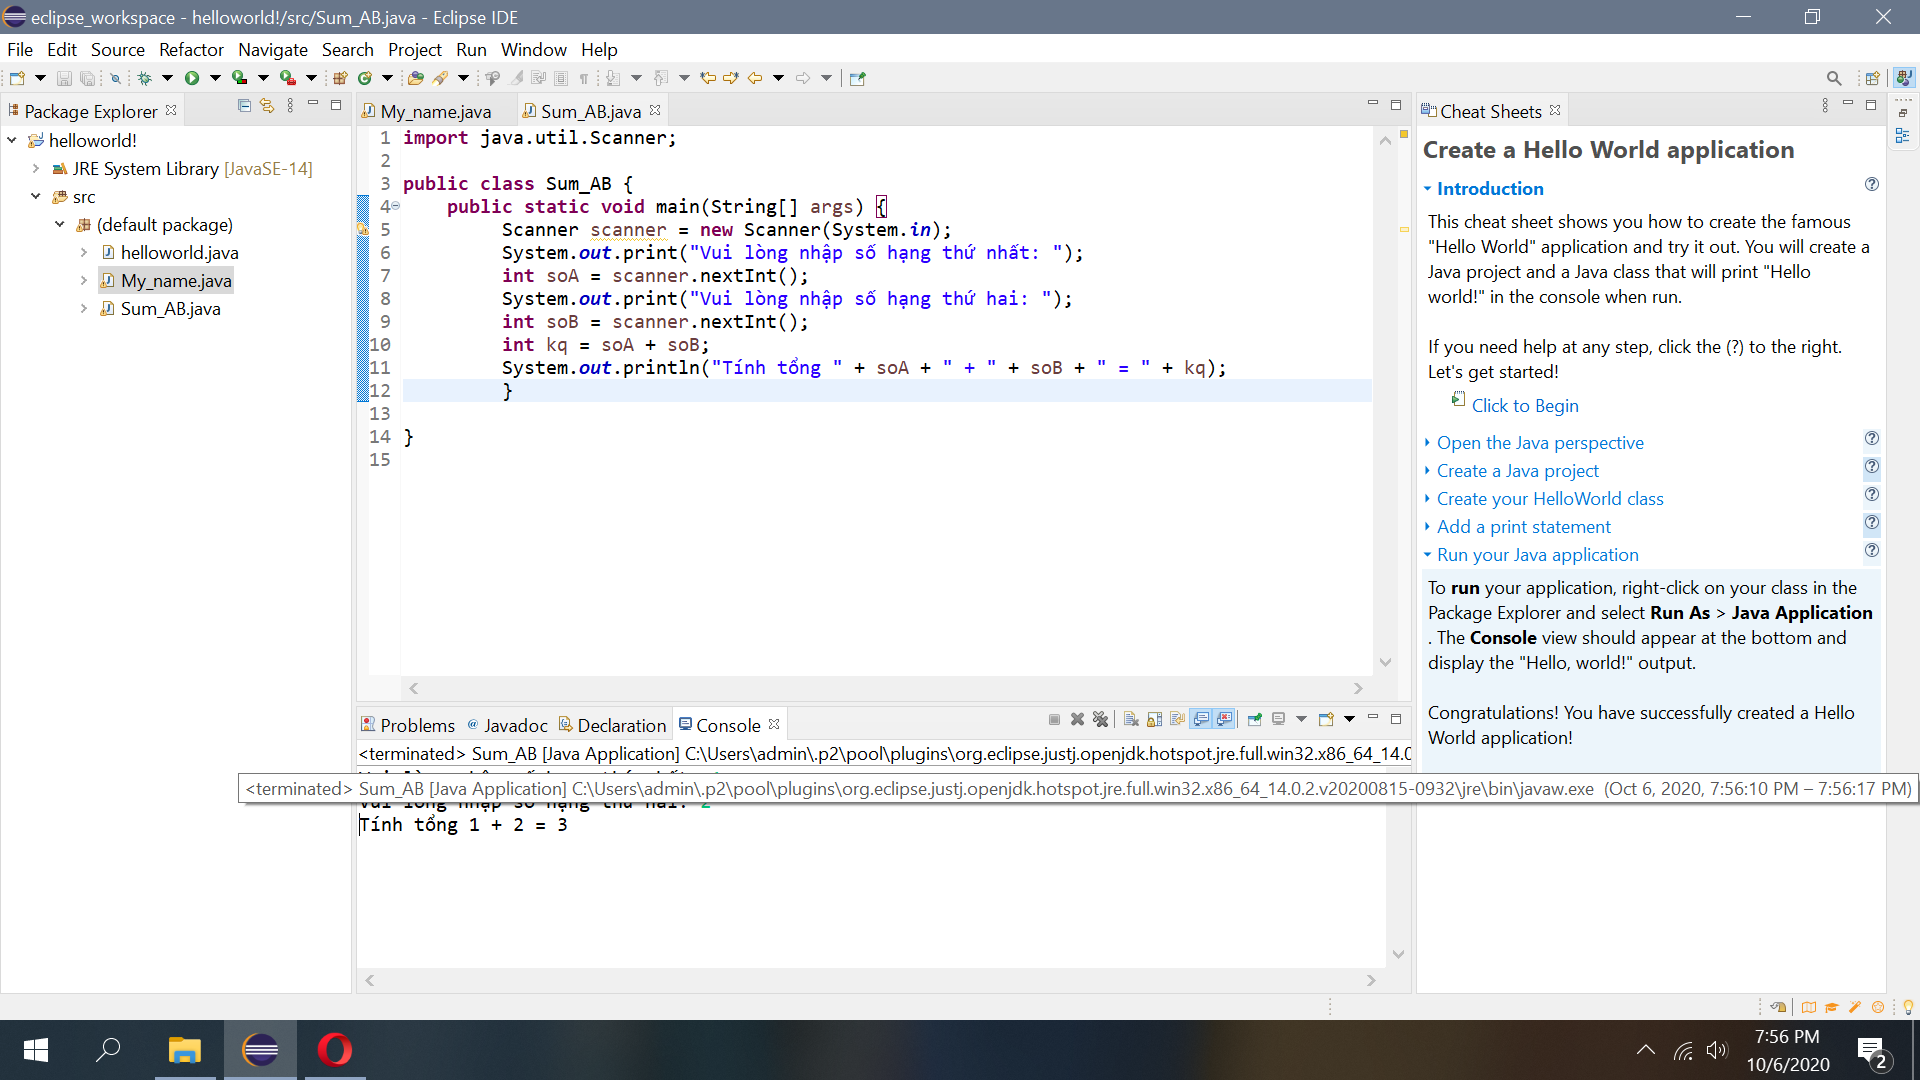 eclipse_workspace - helloworld!/src/Sum_AB.java - Eclipse IDE
File Edit Source Refactor Navigate Search Project Run Window Help
Package Explorer
helloworld!
JRE System Library [JavaSE-14]
src
(default package)
helloworld.java
My_name.java
Sum_AB.java
My_name.java
Sum_AB.java
1 import java.util.Scanner;
2
3 public class Sum_AB {
4 public static void main(String[] args) {
5 Scanner scanner = new Scanner(System.in);
6 System.out.print("Vui lòng nhập số hạng thứ nhất: ");
7 int soA = scanner.nextInt();
8 System.out.print("Vui lòng nhập số hạng thứ hai: ");
9 int soB = scanner.nextInt();
10 int kq = soA + soB;
11 System.out.println("Tính tổng " + soA + " + " + soB + " = " + kq);
12 }
13
14 }
15
Problems @ Javadoc Declaration Console
<terminated> Sum_AB [Java Application] C:\Users\admin\.p2\pool\plugins\org.eclipse.justj.openjdk.hotspot.jre.full.win32.x86_64_14.0
<terminated> Sum_AB [Java Application] C:\Users\admin\.p2\pool\plugins\org.eclipse.justj.openjdk.hotspot.jre.full.win32.x86_64_14.0.2.v20200815-0932\jre\bin\javaw.exe (Oct 6, 2020, 7:56:10 PM – 7:56:17 PM)
Vui lòng nhập số hạng thứ hai: 2
Tính tổng 1 + 2 = 3
Cheat Sheets
Create a Hello World application
Introduction
This cheat sheet shows you how to create the famous
"Hello World" application and try it out. You will create a
Java project and a Java class that will print "Hello
world!" in the console when run.
If you need help at any step, click the (?) to the right.
Let's get started!
Click to Begin
Open the Java perspective
Create a Java project
Create your HelloWorld class
Add a print statement
Run your Java application
To run your application, right-click on your class in the
Package Explorer and select Run As > Java Application
. The Console view should appear at the bottom and
display the "Hello, world!" output.
Congratulations! You have successfully created a Hello
World application!
7:56 PM
10/6/2020
2